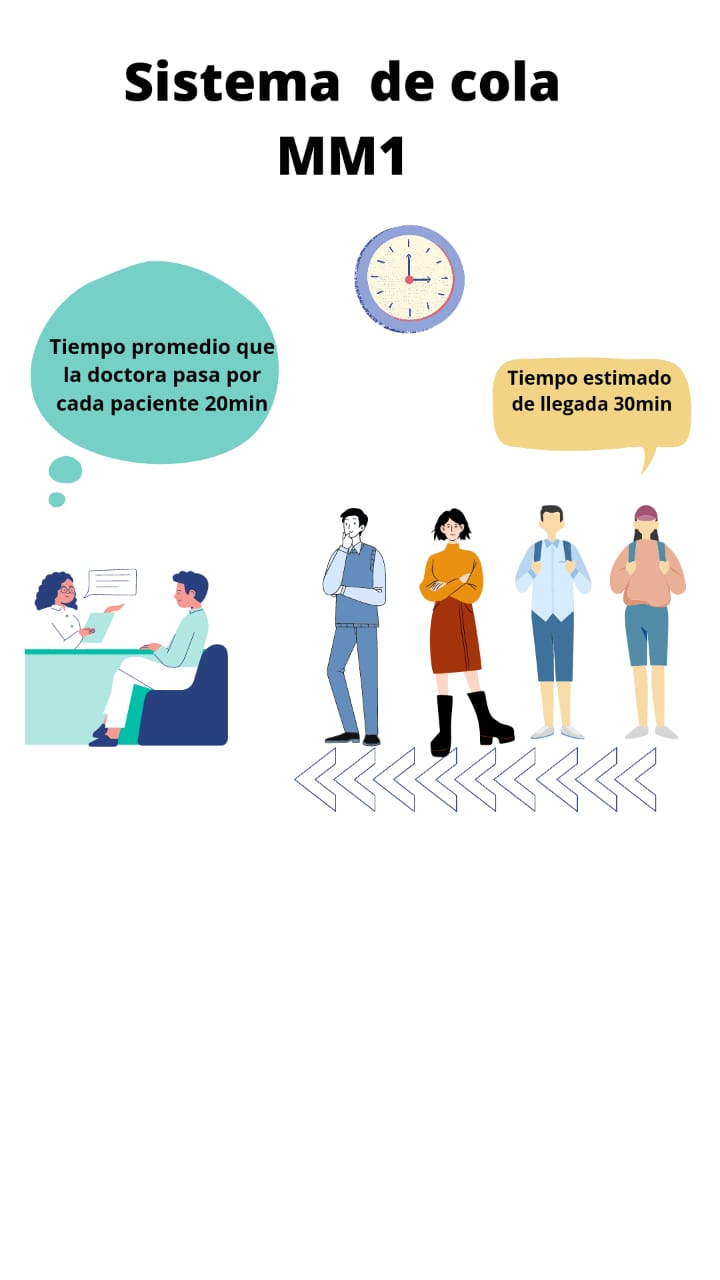 Sistema de cola
MM1
Tiempo promedio que
la doctora pasa por
cada paciente 20min
Tiempo estimado
de llegada 30min